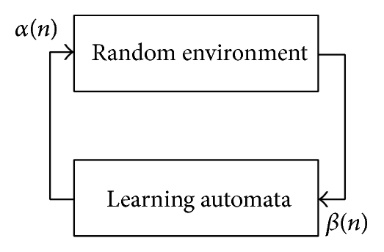 α(n)
Random environment
Learning automata
β(n)